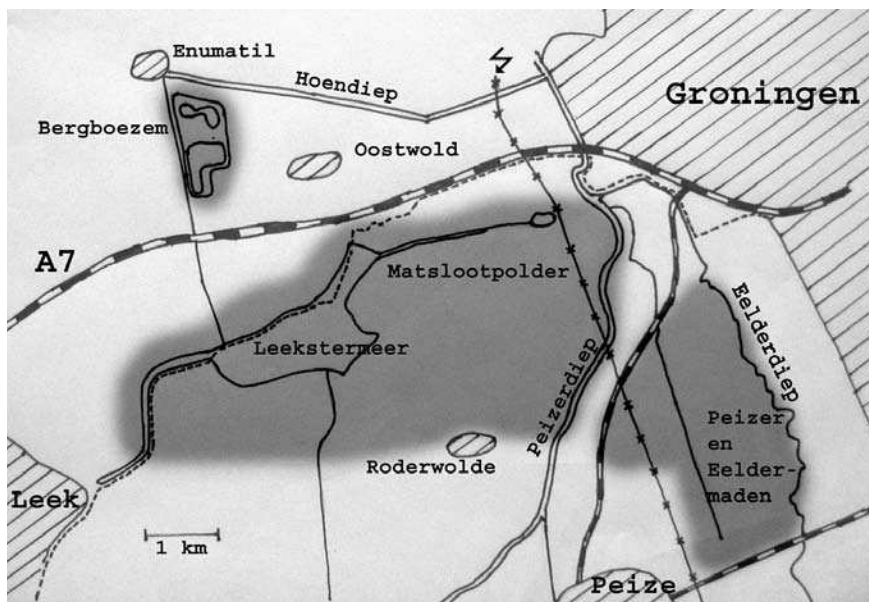 Enumatil
Hoendiep
Groningen
Bergboezem
Oostwold
A7
Matslootpolder
Eelderdiep
Leekstermeer
Peizerdiep
Peizer
en
Eelder-
maden
Roderwolde
Leek
1 km
Peize